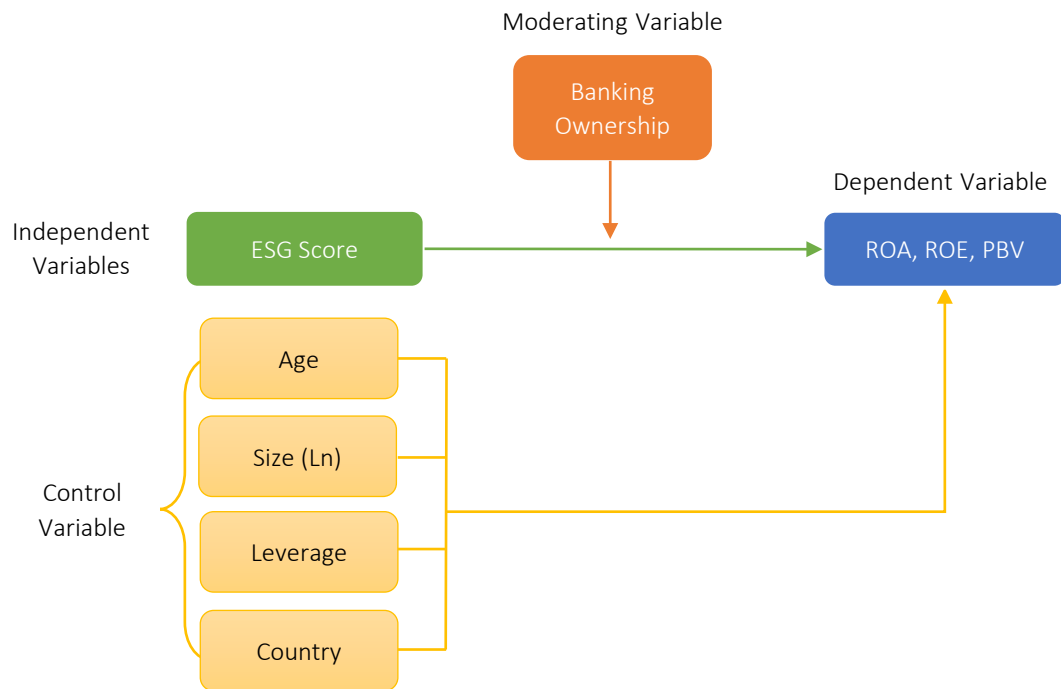 Moderating Variable
Banking
Ownership
Dependent Variable
Independent
Variables
ESG Score
ROA, ROE, PBV
Age
Size (Ln)
Control
Variable
Leverage
Country